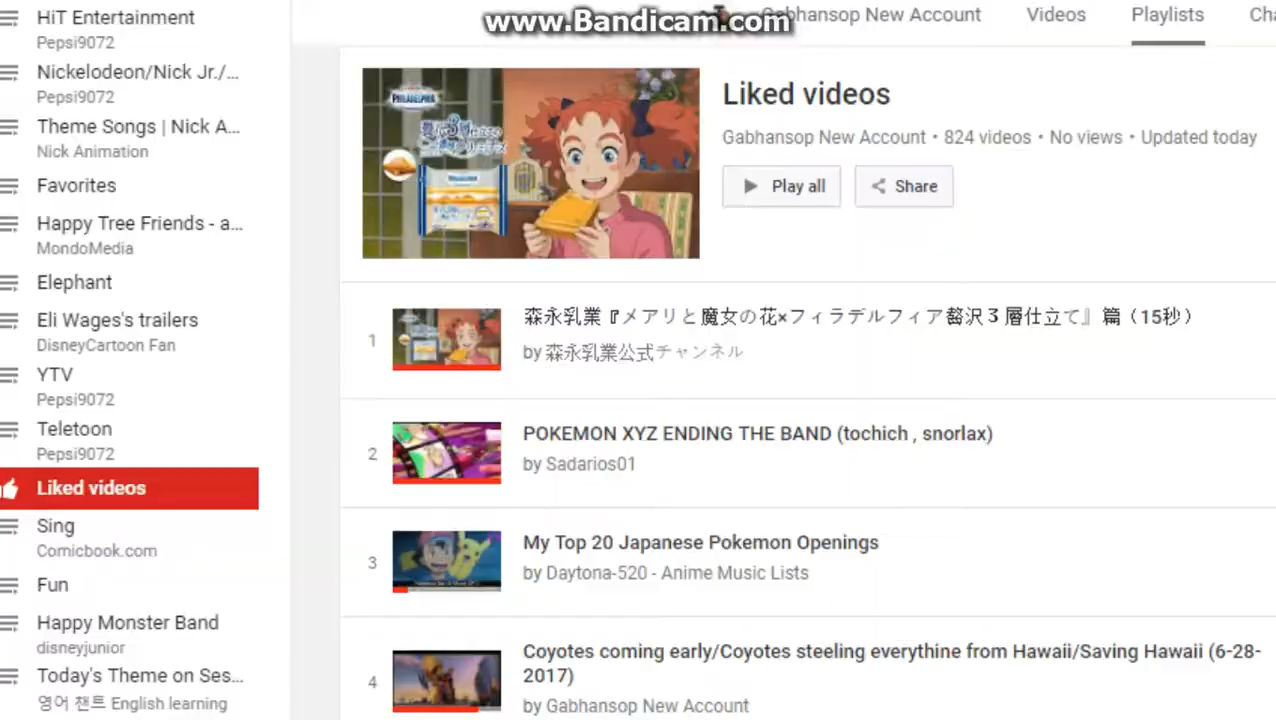 www.Bandicam.com
Gabhansop New Account
Videos
Playlists
HiT Entertainment
Pepsi9072
Nickelodeon/Nick Jr./...
Pepsi9072
Theme Songs | Nick A...
Nick Animation
Favorites
Happy Tree Friends - a...
MondoMedia
Elephant
Eli Wages's trailers
DisneyCartoon Fan
YTV
Pepsi9072
Teletoon
Pepsi9072
Liked videos
Sing
Comicbook.com
Fun
Happy Monster Band
disneyjunior
Today's Theme on Ses...
영어 챈트 English learning
PHILADELPHIA
Liked videos
Gabhansop New Account • 824 videos • No views • Updated today
Play all
Share
1
森永乳業『メアリと魔女の花×フィラデルフィア贅沢３層仕立て』篇（15秒）
by 森永乳業公式チャンネル
2
POKEMON XYZ ENDING THE BAND (tochich , snorlax)
by Sadarios01
3
My Top 20 Japanese Pokemon Openings
by Daytona-520 - Anime Music Lists
4
Coyotes coming early/Coyotes steeling everythine from Hawaii/Saving Hawaii (6-28-
2017)
by Gabhansop New Account